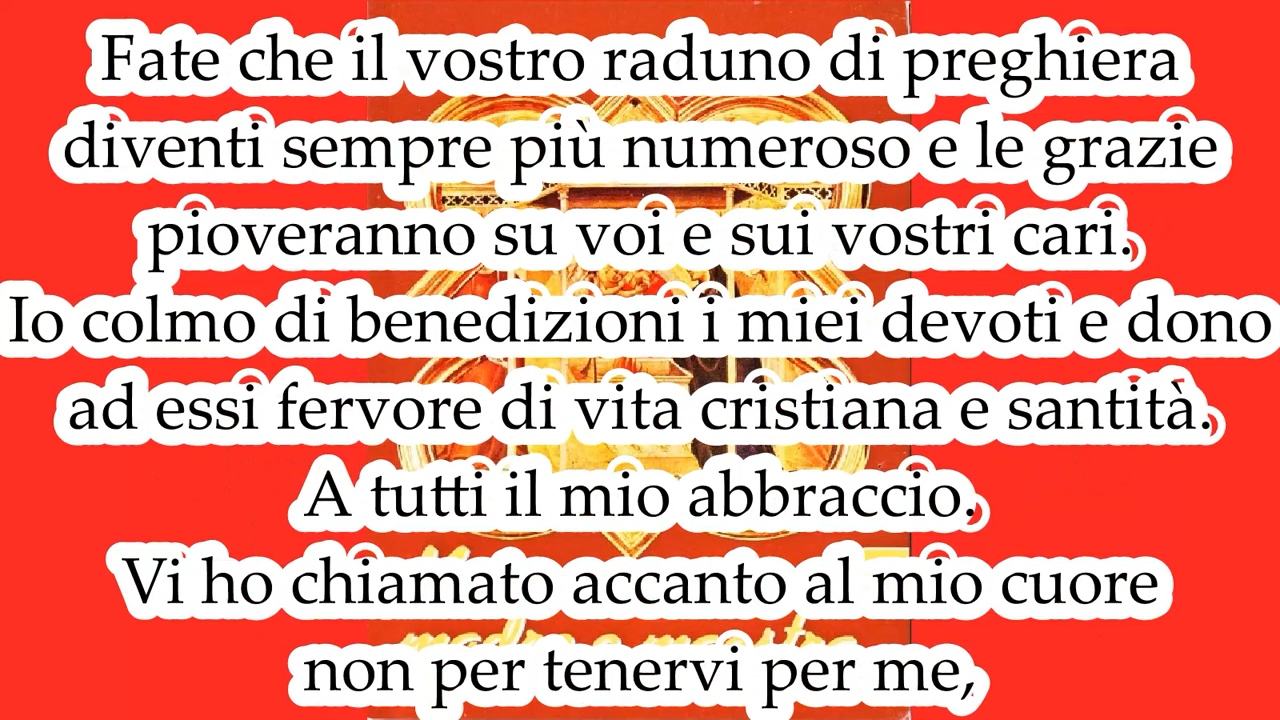 Fate che il vostro raduno di preghiera
diventi sempre più numeroso e le grazie
pioveranno su voi e sui vostri cari.
Io colmo di benedizioni i miei devoti e dono
ad essi fervore di vita cristiana e santità.
A tutti il mio abbraccio.
Vi ho chiamato accanto al mio cuore
non per tenervi per me,